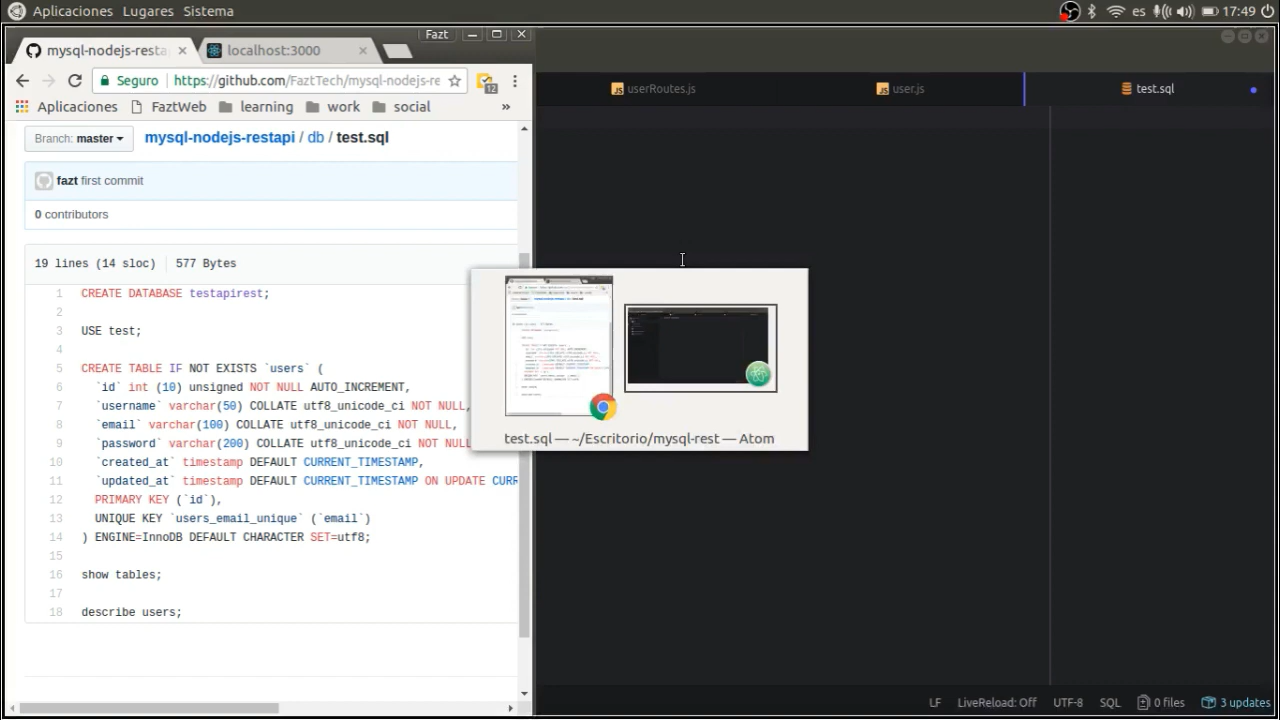 Aplicaciones Lugares Sistema
es 17:49
Fazt
mysql-nodejs-resta
localhost:3000
Seguro https://github.com/FaztTech/mysql-nodejs-re
12
Aplicaciones FaztWeb learning work social »
userRoutes.js user.js test.sql
Branch: master mysql-nodejs-restapi / db / test.sql
fazt first commit
0 contributors
19 lines (14 sloc) 577 Bytes
1 CREATE DATABASE testapirest;
2
3 USE test;
4
5 CREATE TABLE IF NOT EXISTS `users`
6 `id` int (10) unsigned NOT NULL AUTO_INCREMENT,
7 `username` varchar(50) COLLATE utf8_unicode_ci NOT NULL,
8 `email` varchar(100) COLLATE utf8_unicode_ci NOT NULL,
9 `password` varchar(200) COLLATE utf8_unicode_ci NOT NULL
10 `created_at` timestamp DEFAULT CURRENT_TIMESTAMP,
11 `updated_at` timestamp DEFAULT CURRENT_TIMESTAMP ON UPDATE CURR
12 PRIMARY KEY (`id`),
13 UNIQUE KEY `users_email_unique` (`email`)
14 ) ENGINE=InnoDB DEFAULT CHARACTER SET=utf8;
15
16 show tables;
17
18 describe users;
test.sql — ~/Escritorio/mysql-rest — Atom
LF LiveReload: Off UTF-8 SQL 0 files 3 updates